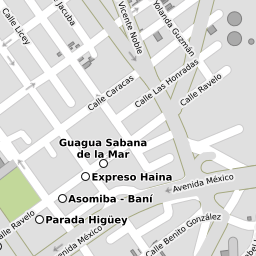 Calle Licey
Jacuba
Vicente Noble
Yolanda Guzmán
Calle Caracas
Calle Las Honradas
Calle Ravelo
Guagua Sabana
de la Mar
Expreso Haina
Asomiba - Baní
Parada Higüey
Avenida México
Calle Ravelo
Avenida México
Calle Benito González